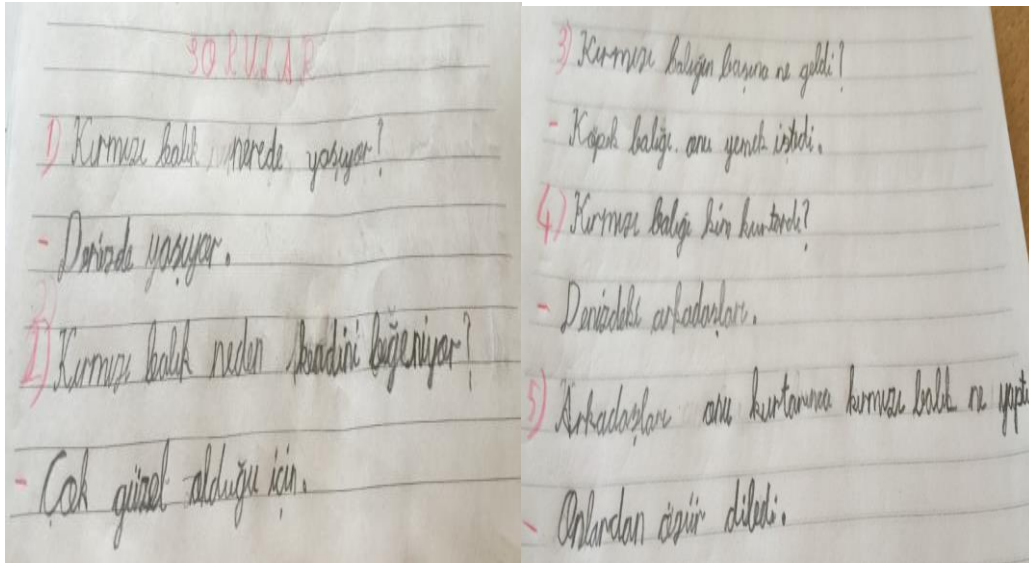 SORULAR
1) Kırmızı balık nerede yaşıyor?
- Denizde yaşıyor.
2) Kırmızı balık neden kendini biğeniyor?
- Çok güzel olduğu için.
3) Kırmızı balığın başına ne geldi?
- Köpek balığı onu yemek istedi.
4) Kırmızı balığı kim kurtardı?
- Denizdeki arkadaşları.
5) Arkadaşları onu kurtarınca kırmızı balık ne yaptı
- Onlardan özür diledi.